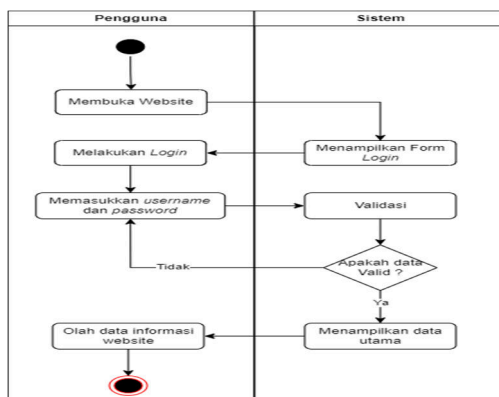 Pengguna
Sistem
Membuka Website
Menampilkan Form
Login
Melakukan Login
Memasukkan username
dan password
Validasi
Apakah data
Valid ?
Tidak
Ya
Menampilkan data
utama
Olah data informasi
website